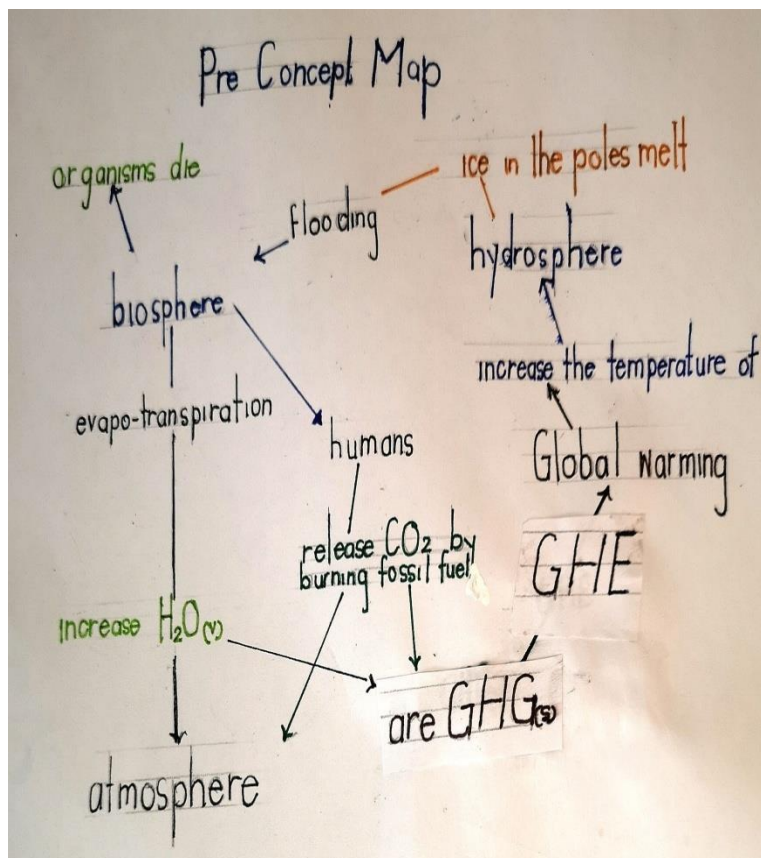 Pre Concept Map
organisms die
ice in the poles melt
flooding
hydrosphere
biosphere
increase the temperature of
evapo-transpiration
humans
Global warming
release CO₂ by
burning fossil fuel
GHE
increase H₂O(v)
are GHG(s)
atmosphere